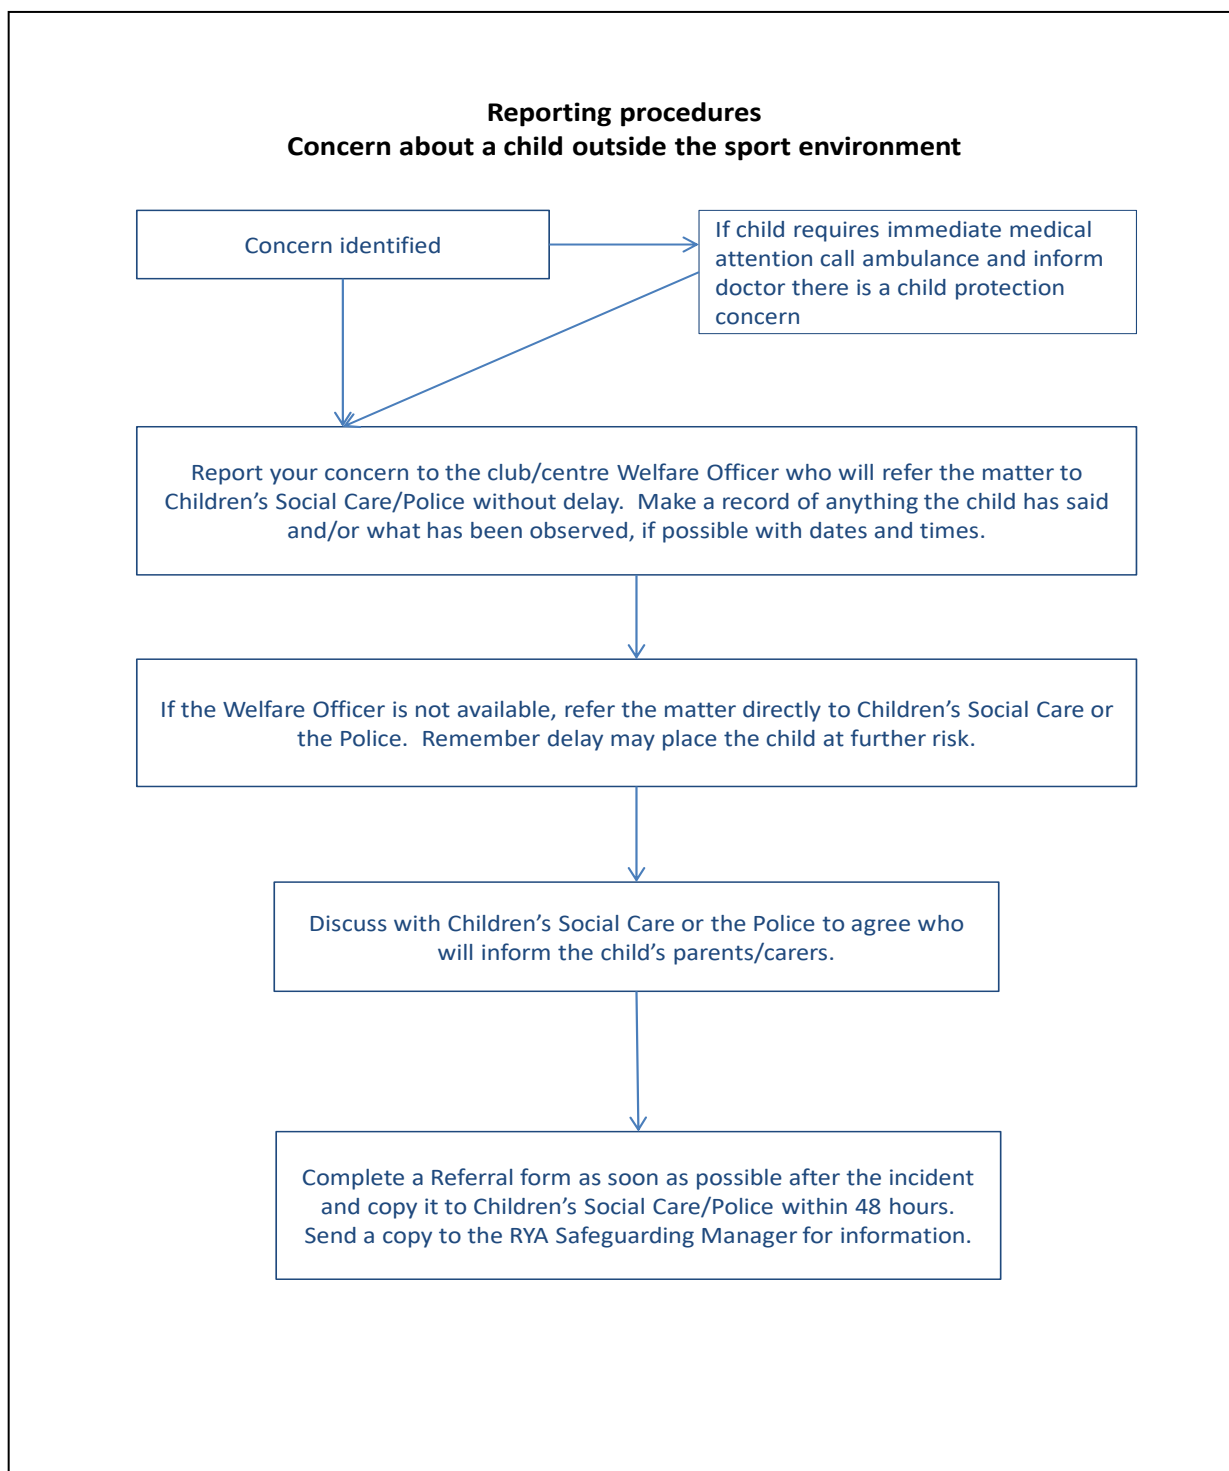 Reporting procedures
Concern about a child outside the sport environment
Concern identified
If child requires immediate medical
attention call ambulance and inform
doctor there is a child protection
concern
Report your concern to the club/centre Welfare Officer who will refer the matter to
Children’s Social Care/Police without delay.  Make a record of anything the child has said
and/or what has been observed, if possible with dates and times.
If the Welfare Officer is not available, refer the matter directly to Children’s Social Care or
the Police.  Remember delay may place the child at further risk.
Discuss with Children’s Social Care or the Police to agree who
will inform the child’s parents/carers.
Complete a Referral form as soon as possible after the incident
and copy it to Children’s Social Care/Police within 48 hours.
Send a copy to the RYA Safeguarding Manager for information.